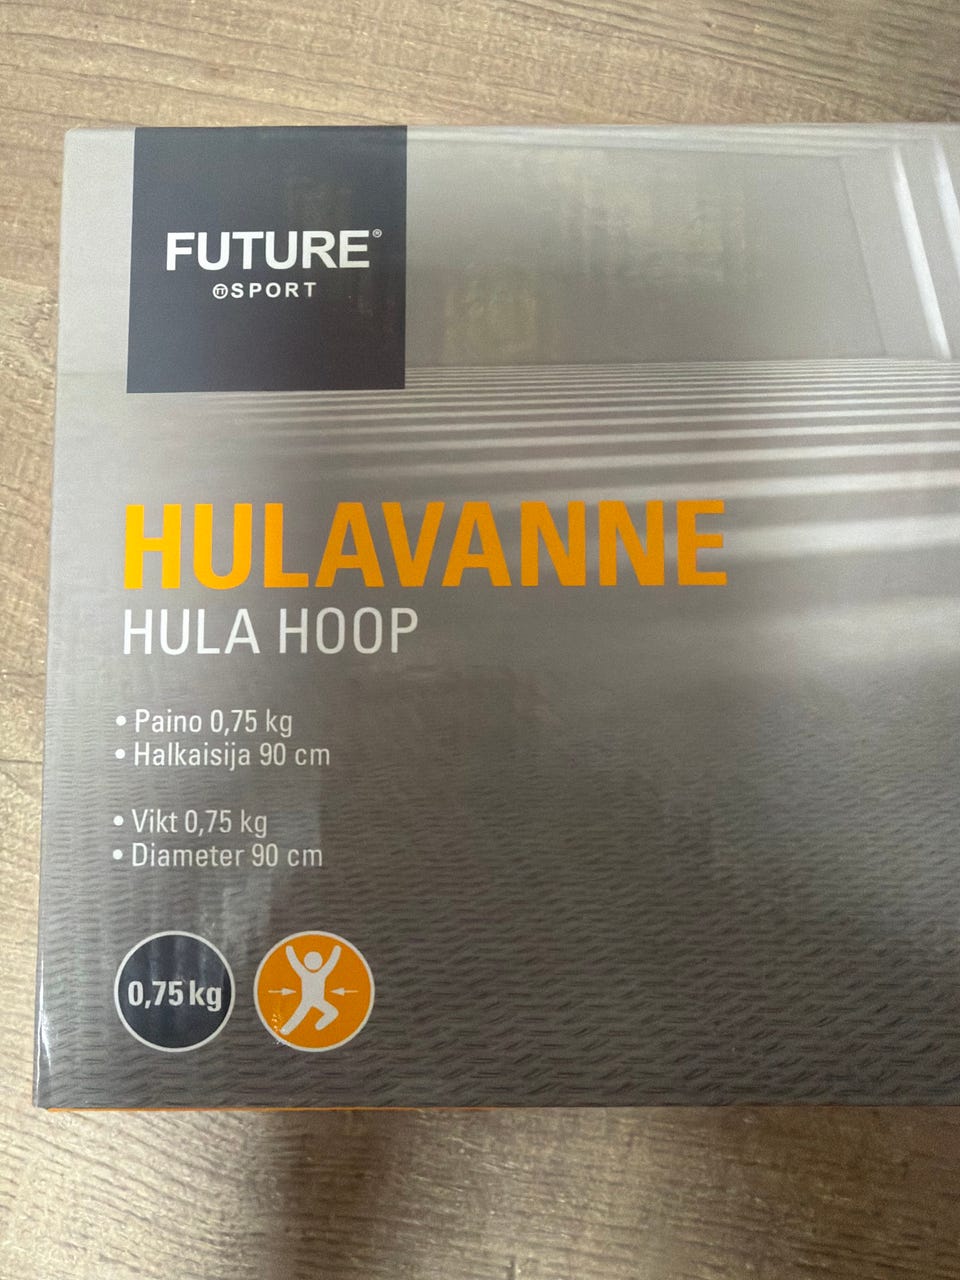 FUTURE®
SPORT
HULAVANNE
HULA HOOP
• Paino 0,75 kg
• Halkaisija 90 cm
• Vikt 0,75 kg
• Diameter 90 cm
0,75 kg